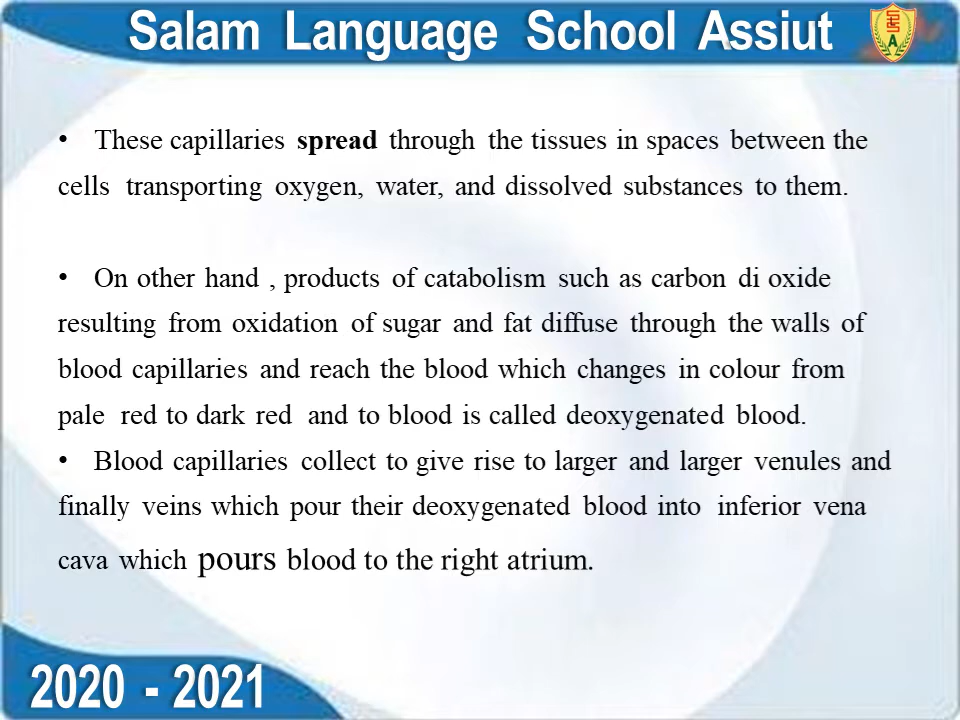 Salam Language School Assiut
• These capillaries spread through the tissues in spaces between the
cells transporting oxygen, water, and dissolved substances to them.
• On other hand , products of catabolism such as carbon di oxide
resulting from oxidation of sugar and fat diffuse through the walls of
blood capillaries and reach the blood which changes in colour from
pale red to dark red and to blood is called deoxygenated blood.
• Blood capillaries collect to give rise to larger and larger venules and
finally veins which pour their deoxygenated blood into inferior vena
cava which pours blood to the right atrium.
2020 - 2021